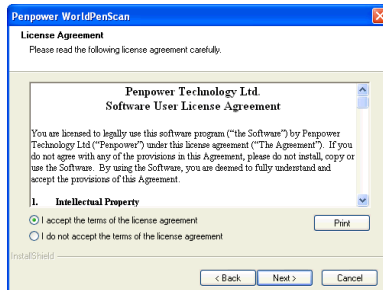 Penpower WorldPenScan
License Agreement
Please read the following license agreement carefully.
Penpower Technology Ltd.
Software User License Agreement
You are licensed to legally use this software program (“the Software”) by Penpower
Technology Ltd (“Penpower”) under this license agreement (“The Agreement”). If you
do not agree with any of the provisions in this Agreement, please do not install, copy or
use the Software. By using the Software, you are deemed to fully understand and
accept the provisions of this Agreement.
1. Intellectual Property
I accept the terms of the license agreement
Print
I do not accept the terms of the license agreement
InstallShield
< Back
Next >
Cancel